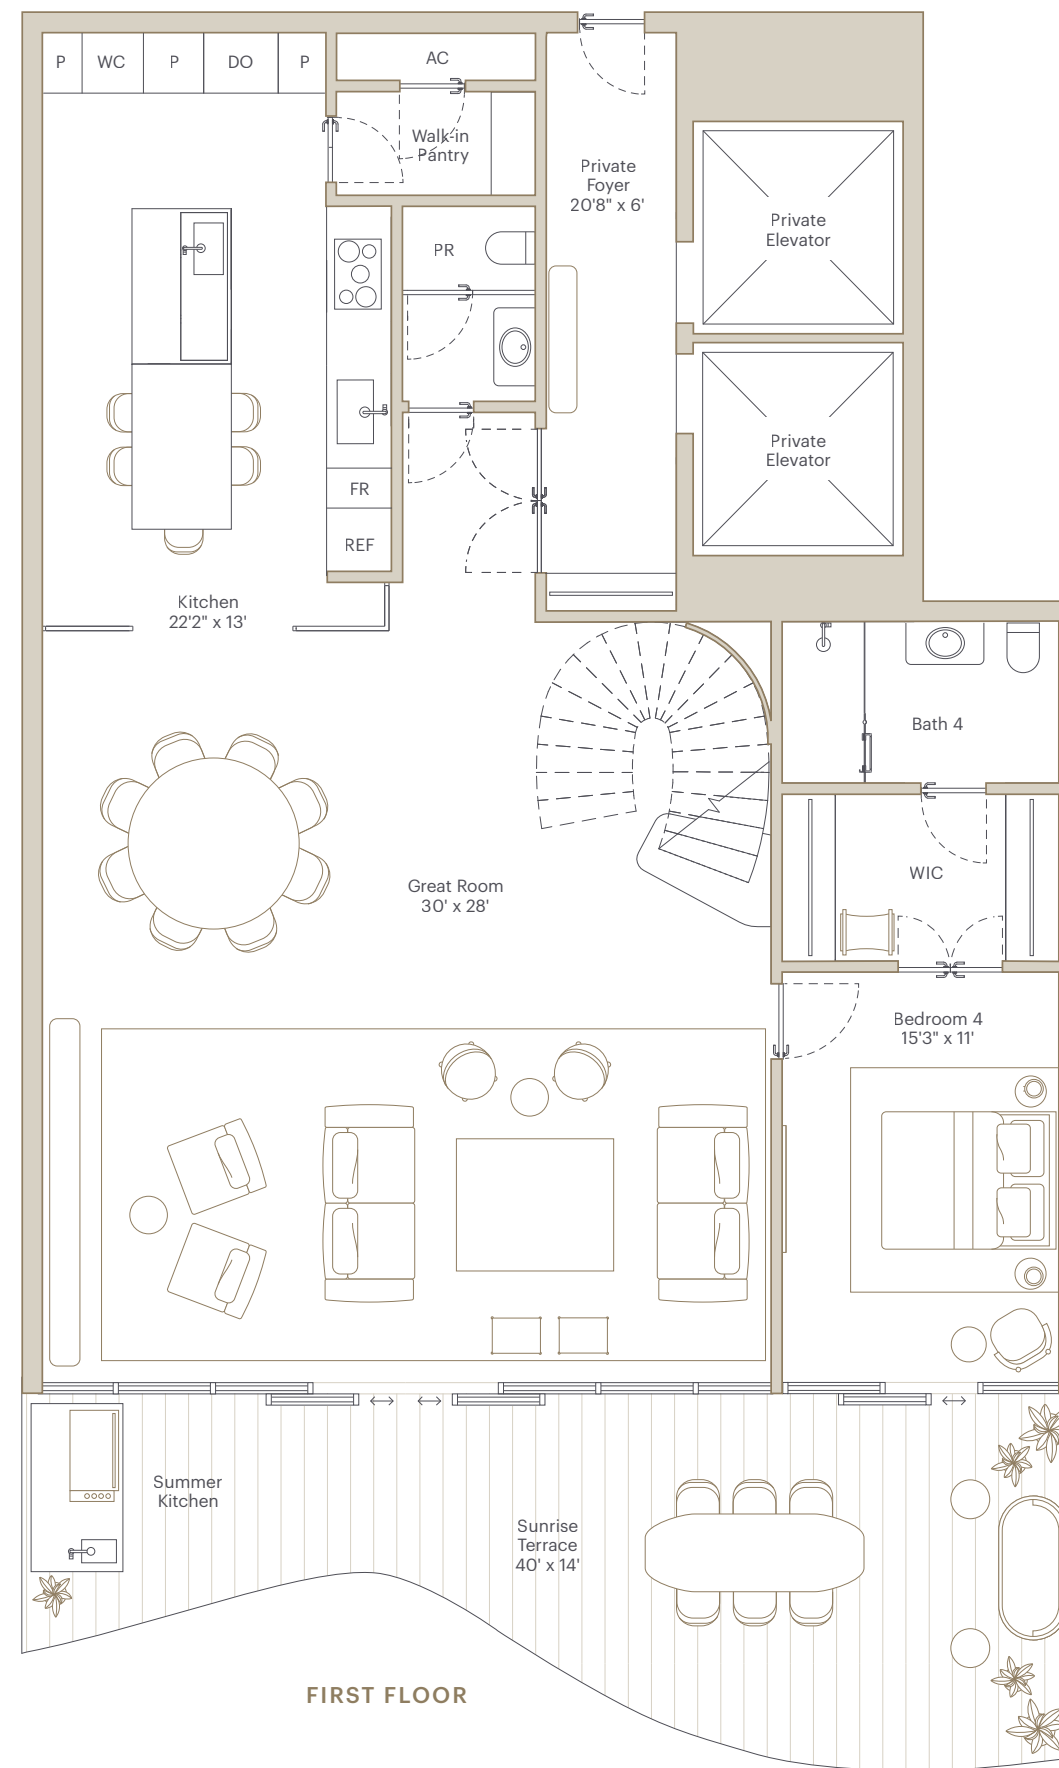 P
WC
P
DO
P
AC
Walk-in
Pantry
Private
Foyer
20'8" x 6'
Private
Elevator
PR
Private
Elevator
FR
REF
Kitchen
22'2" x 13'
Bath 4
Great Room
30' x 28'
WIC
Bedroom 4
15'3" x 11'
Summer
Kitchen
Sunrise
Terrace
40' x 14'
FIRST FLOOR